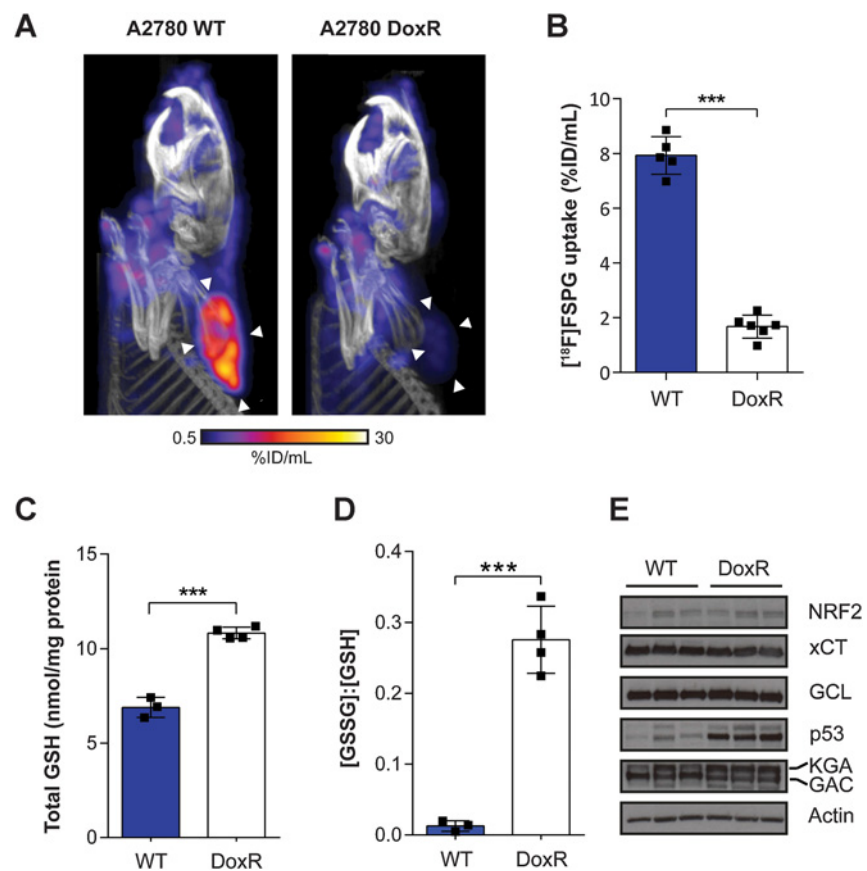 A
A2780 WT
A2780 DoxR
0.5
30
%ID/mL
B
[¹⁸F]FSPG uptake (%ID/mL)
10
8
6
4
2
0
***
WT
DoxR
C
Total GSH (nmol/mg protein)
15
10
5
0
***
WT
DoxR
D
[GSSG]:[GSH]
0.4
0.3
0.2
0.1
0.0
***
WT
DoxR
E
WT
DoxR
NRF2
xCT
GCL
p53
KGA
GAC
Actin